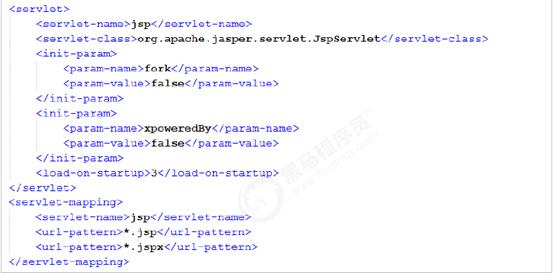 <servlet>
<servlet-name>jsp</servlet-name>
<servlet-class>org.apache.jasper.servlet.JspServlet</servlet-class>
<init-param>
<param-name>fork</param-name>
<param-value>false</param-value>
</init-param>
<init-param>
<param-name>xpoweredBy</param-name>
<param-value>false</param-value>
</init-param>
<load-on-startup>3</load-on-startup>
</servlet>
<servlet-mapping>
<servlet-name>jsp</servlet-name>
<url-pattern>*.jsp</url-pattern>
<url-pattern>*.jspx</url-pattern>
</servlet-mapping>
黑马程序员
www.itheima.com